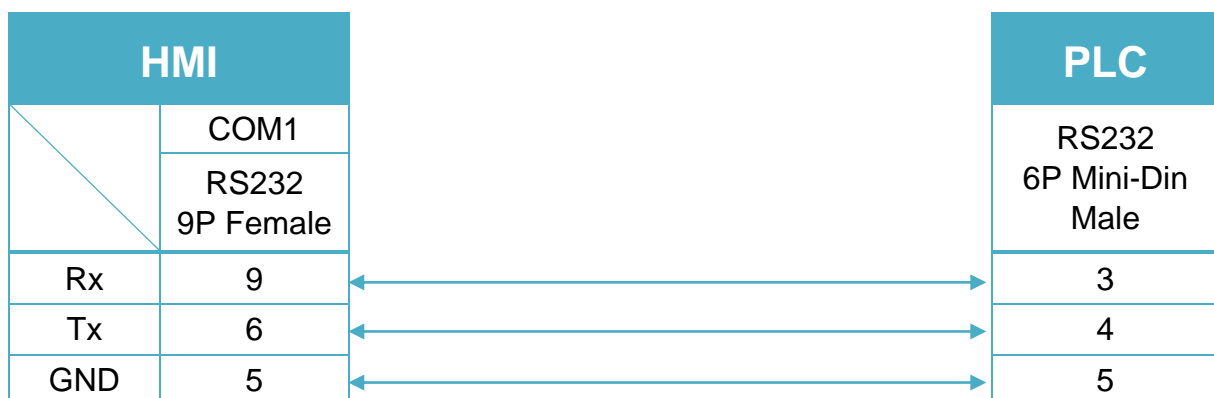 HMI PLC
COM1
RS232
9P Female
RS232
6P Mini-Din
Male
Rx 9 3
Tx 6 4
GND 5 5